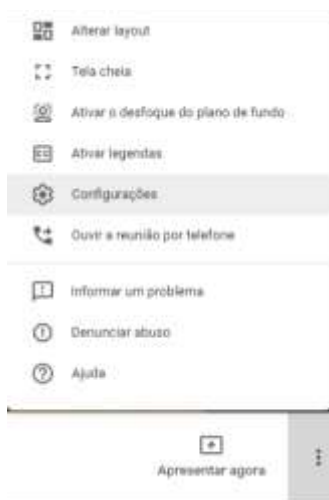 Alterar layout
Tela cheia
Ativar o desfoque do plano de fundo
Ativar legendas
Configurações
Ouvir a reunião por telefone
Informar um problema
Denunciar abuso
Ajuda
Apresentar agora